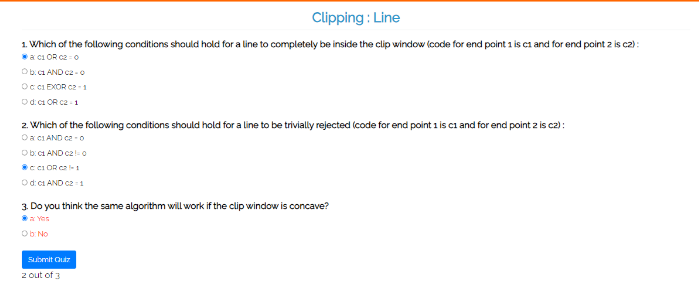 Clipping : Line
1. Which of the following conditions should hold for a line to completely be inside the clip window (code for end point 1 is c1 and for end point 2 is c2) :
a: c1 OR c2 = 0
b: c1 AND c2 = 0
c: c1 EXOR c2 = 1
d: c1 OR c2 = 1
2. Which of the following conditions should hold for a line to be trivially rejected (code for end point 1 is c1 and for end point 2 is c2) :
a: c1 AND c2 = 0
b: c1 AND c2 != 0
c: c1 OR c2 != 1
d: c1 AND c2 = 1
3. Do you think the same algorithm will work if the clip window is concave?
a: Yes
b: No
Submit Quiz
2 out of 3